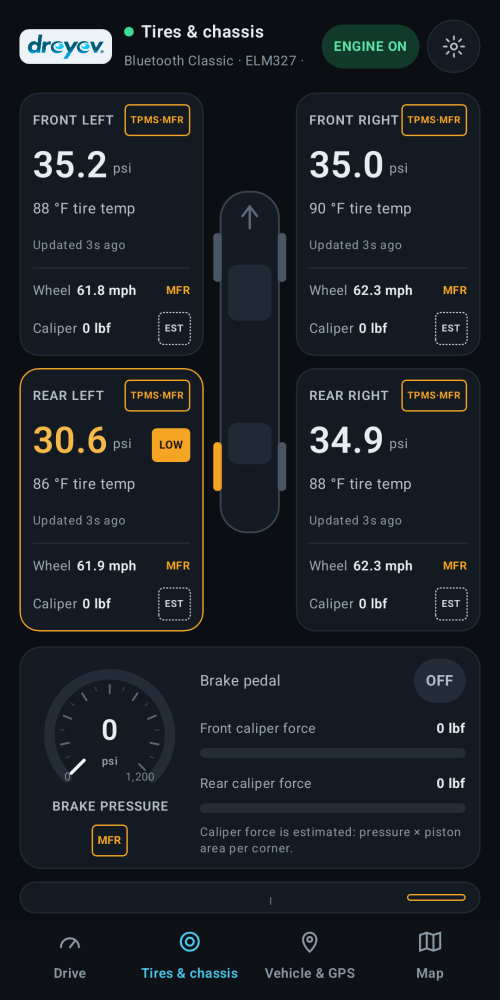 dreyev.
Tires & chassis
Bluetooth Classic · ELM327 ·
ENGINE ON
FRONT LEFT
TPMS·MFR
35.2 psi
88 °F tire temp
Updated 3s ago
Wheel 61.8 mph
MFR
Caliper 0 lbf
EST
FRONT RIGHT
TPMS·MFR
35.0 psi
90 °F tire temp
Updated 3s ago
Wheel 62.3 mph
MFR
Caliper 0 lbf
EST
REAR LEFT
TPMS·MFR
30.6 psi
LOW
86 °F tire temp
Updated 3s ago
Wheel 61.9 mph
MFR
Caliper 0 lbf
EST
REAR RIGHT
TPMS·MFR
34.9 psi
88 °F tire temp
Updated 3s ago
Wheel 62.3 mph
MFR
Caliper 0 lbf
EST
0
psi
0
1,200
BRAKE PRESSURE
MFR
Brake pedal
OFF
Front caliper force
0 lbf
Rear caliper force
0 lbf
Caliper force is estimated: pressure × piston
area per corner.
Drive
Tires & chassis
Vehicle & GPS
Map